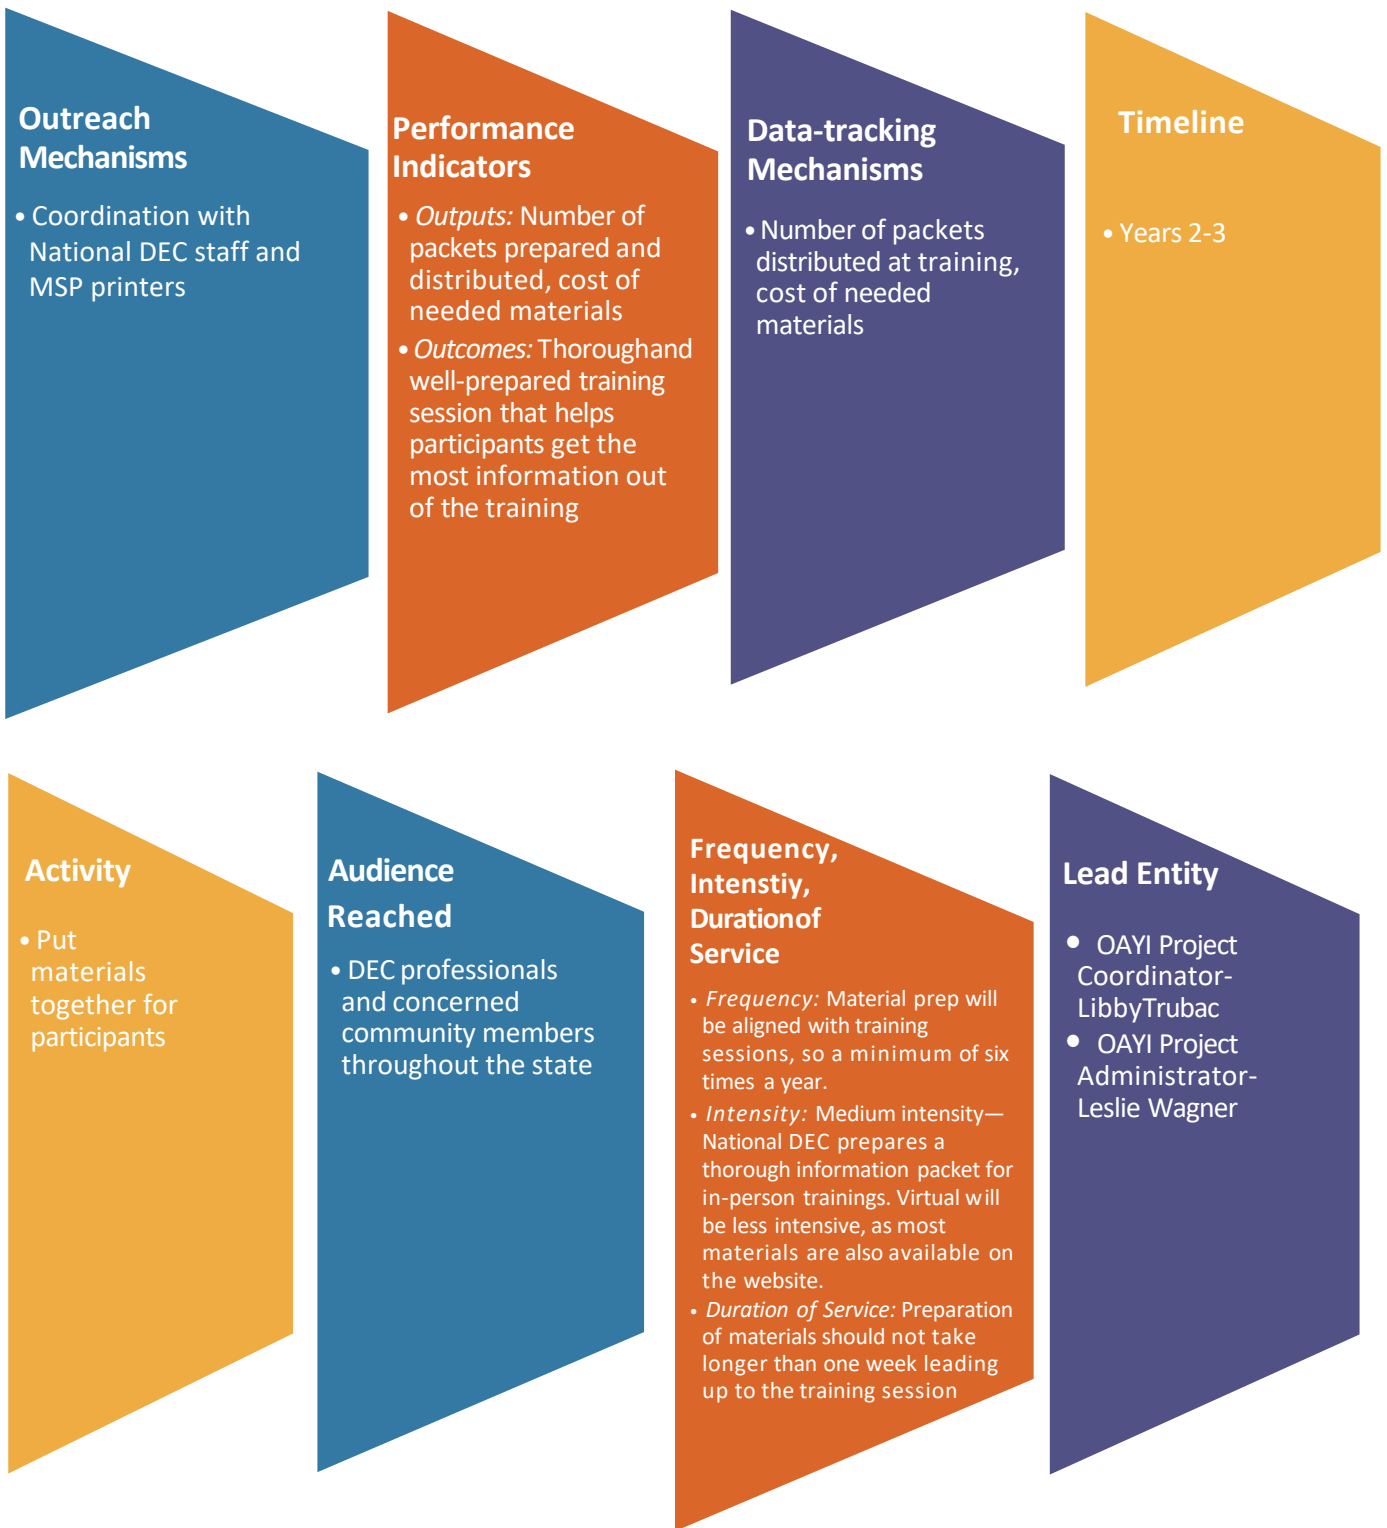 Outreach
Mechanisms
• Coordination with
National DEC staff and
MSP printers
Performance
Indicators
• Outputs: Number of
packets prepared and
distributed, cost of
needed materials
• Outcomes: Thoroughand
well-prepared training
session that helps
participants get the
most information out
of the training
Data-tracking
Mechanisms
• Number of packets
distributed at training,
cost of needed
materials
Timeline
• Years 2-3
Activity
• Put
materials
together for
participants
Audience
Reached
• DEC professionals
and concerned
community members
throughout the state
Frequency,
Intenstiy,
Durationof
Service
• Frequency: Material prep will
be aligned with training
sessions, so a minimum of six
times a year.
• Intensity: Medium intensity—
National DEC prepares a
thorough information packet for
in-person trainings. Virtual will
be less intensive, as most
materials are also available on
the website.
• Duration of Service: Preparation
of materials should not take
longer than one week leading
up to the training session
Lead Entity
• OAYI Project
Coordinator-
LibbyTrubac
• OAYI Project
Administrator-
Leslie Wagner